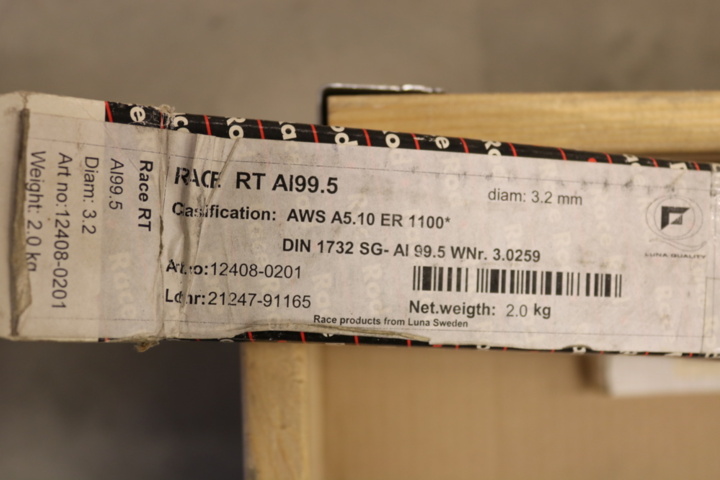 Race RT
Al99.5
Diam: 3.2
Art no:12408-0201
Weight: 2.0 kg
RACE RT Al99.5
diam: 3.2 mm
Casification: AWS A5.10 ER 1100*
DIN 1732 SG- Al 99.5 WNr. 3.0259
Art.no:12408-0201
Lotnr:21247-91165
Net.weigth: 2.0 kg
Race products from Luna Sweden
LUNA QUALITY